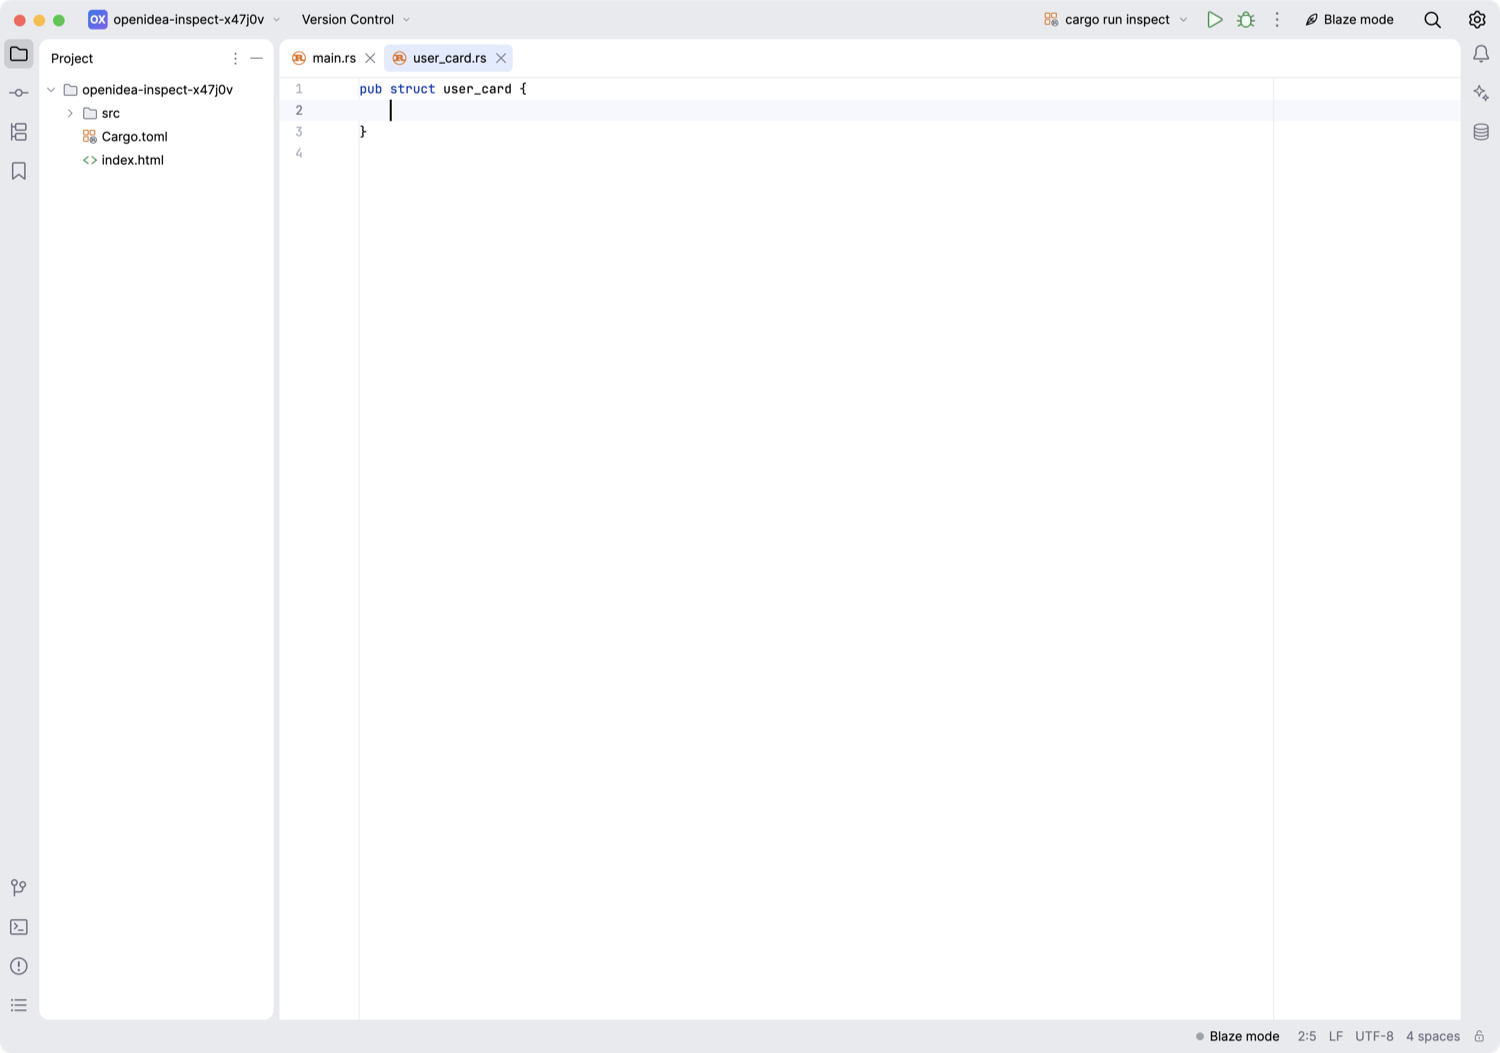 OX openidea-inspect-x47j0v Version Control cargo run inspect Blaze mode
Project
main.rs user_card.rs
openidea-inspect-x47j0v
src
Cargo.toml
index.html
1 pub struct user_card {
2
3 }
4
Blaze mode 2:5 LF UTF-8 4 spaces